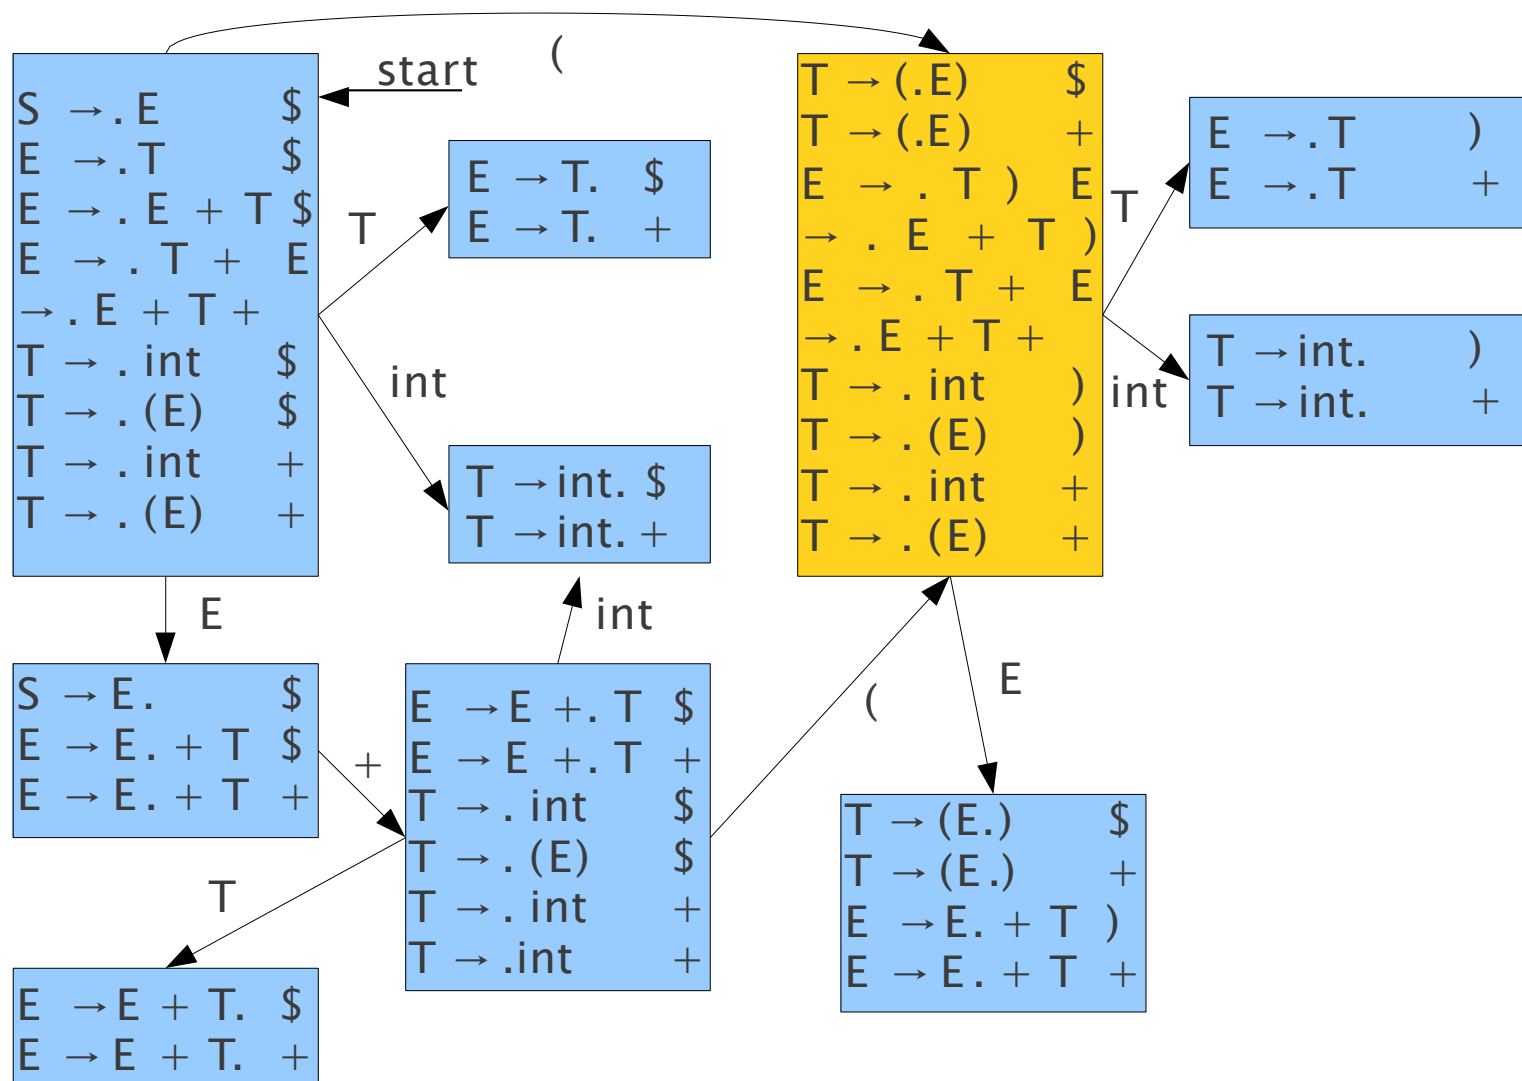 (
start
S → . E $
E → . T $
E → . E + T $
E → . T + E
→ . E + T +
T → . int $
T → . (E) $
T → . int +
T → . (E) +
T
E → T. $
E → T. +
int
T → int. $
T → int. +
E
S → E. $
E → E. + T $
E → E. + T +
+
int
E → E +. T $
E → E +. T +
T → . int $
T → . (E) $
T → . int +
T → .int +
T
E → E + T. $
E → E + T. +
(
T → (.E) $
T → (.E) +
E → . T ) E
→ . E + T )
E → . T + E
→ . E + T +
T → . int )
T → . (E) )
T → . int +
T → . (E) +
T
E → . T )
E → . T +
int
T → int. )
T → int. +
E
T → (E.) $
T → (E.) +
E → E. + T )
E → E. + T +